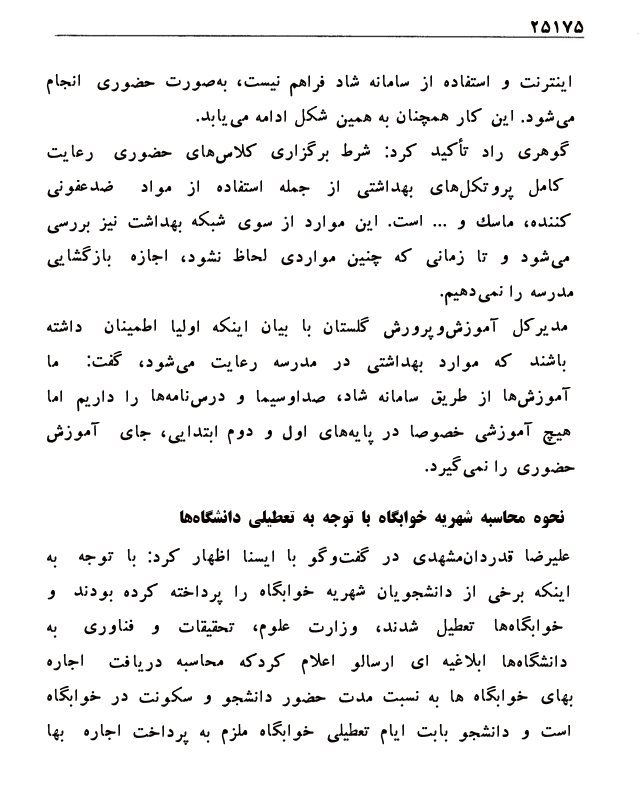 ۲۵۱۷۵
اینترنت و استفاده از سامانه شاد فراهم نیست، به‌صورت حضوری انجام
می‌شود. این کار همچنان به همین شکل ادامه می‌یابد.
گوهری راد تأکید کرد: شرط برگزاری کلاس‌های حضوری رعایت
کامل پروتکل‌های بهداشتی از جمله استفاده از مواد ضدعفونی
کننده، ماسك و ... است. این موارد از سوی شبکه بهداشت نیز بررسی
می‌شود و تا زمانی که چنین مواردی لحاظ نشود، اجازه بازگشایی
مدرسه را نمی‌دهیم.
مدیرکل آموزش‌وپرورش گلستان با بیان اینکه اولیا اطمینان داشته
باشند که موارد بهداشتی در مدرسه رعایت می‌شود، گفت: ما
آموزش‌ها از طریق سامانه شاد، صداوسیما و درس‌نامه‌ها را داریم اما
هیچ آموزشی خصوصا در پایه‌های اول و دوم ابتدایی، جای آموزش
حضوری را نمی‌گیرد.
نحوه محاسبه شهریه خوابگاه با توجه به تعطیلی دانشگاه‌ها
علیرضا قدردان‌مشهدی در گفت‌وگو با ایسنا اظهار کرد: با توجه به
اینکه برخی از دانشجویان شهریه خوابگاه را پرداخته کرده بودند و
خوابگاه‌ها تعطیل شدند، وزارت علوم، تحقیقات و فناوری به
دانشگاه‌ها ابلاغیه ای ارسالو اعلام کردکه محاسبه دریافت اجاره
بهای خوابگاه ها به نسبت مدت حضور دانشجو و سکونت در خوابگاه
است و دانشجو بابت ایام تعطیلی خوابگاه ملزم به پرداخت اجاره بها